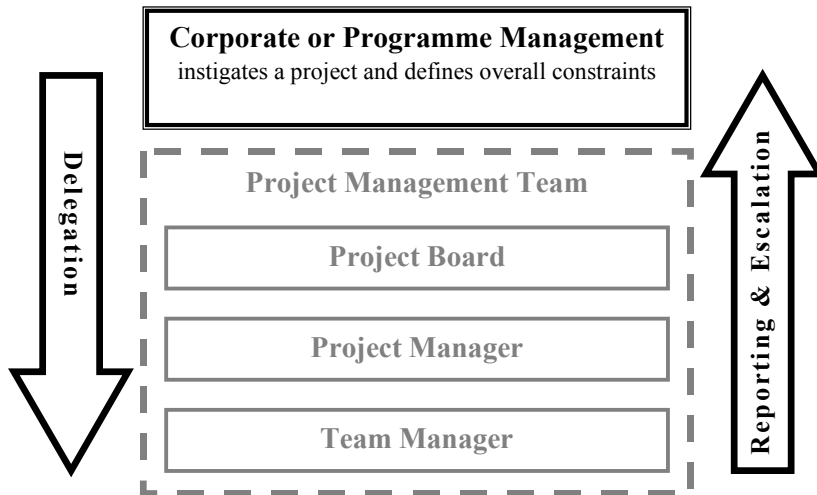 Corporate or Programme Management
instigates a project and defines overall constraints
Delegation
Project Management Team
Project Board
Project Manager
Team Manager
Reporting & Escalation